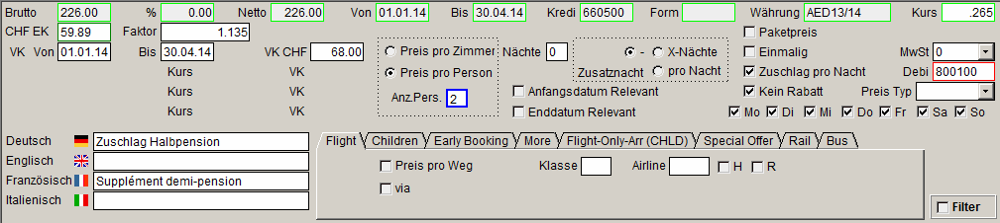 Brutto 226.00 % 0.00 Netto 226.00 Von 01.01.14 Bis 30.04.14 Kredi 660500 Form Währung AED13/14 Kurs .265
CHF EK 59.89 Faktor 1.135 Paketpreis
VK Von 01.01.14 Bis 30.04.14 VK CHF 68.00 Preis pro Zimmer Nächte 0 - X-Nächte Einmalig MwSt 0
Kurs VK Preis pro Person Zusatznacht pro Nacht Zuschlag pro Nacht Debi 800100
Kurs VK Anz.Pers. 2 Anfangsdatum Relevant Kein Rabatt Preis Typ
Kurs VK Enddatum Relevant Mo Di Mi Do Fr Sa So
Deutsch Zuschlag Halbpension Flight Children Early Booking More Flight-Only-Arr (CHLD) Special Offer Rail Bus
Englisch Preis pro Weg Klasse Airline H R
Französisch Supplément demi-pension via
Italienisch Filter